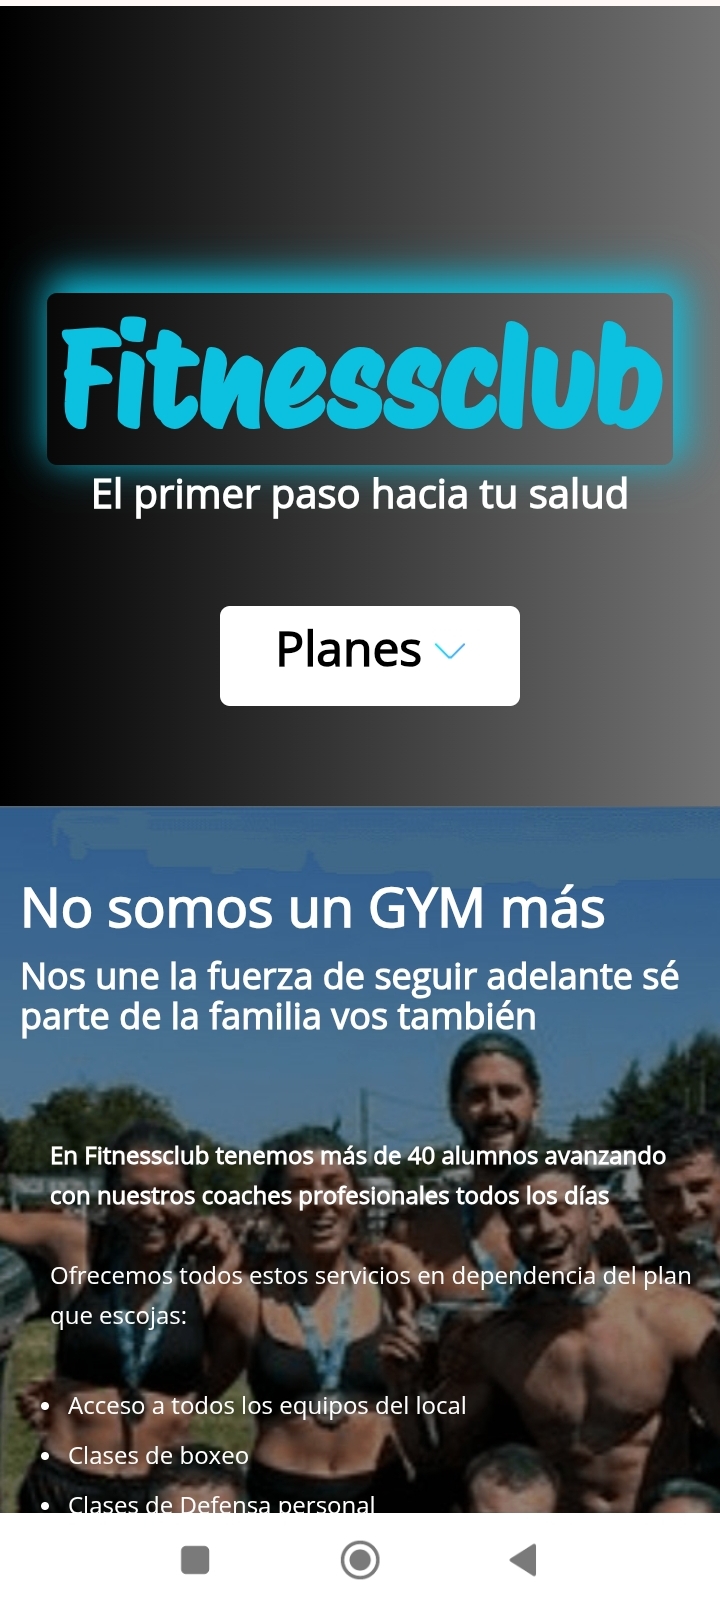 Fitnessclub
El primer paso hacia tu salud
Planes
No somos un GYM más
Nos une la fuerza de seguir adelante sé
parte de la familia vos también
En Fitnessclub tenemos más de 40 alumnos avanzando
con nuestros coaches profesionales todos los días
Ofrecemos todos estos servicios en dependencia del plan
que escojas:
• Acceso a todos los equipos del local
• Clases de boxeo
• Clases de Defensa personal